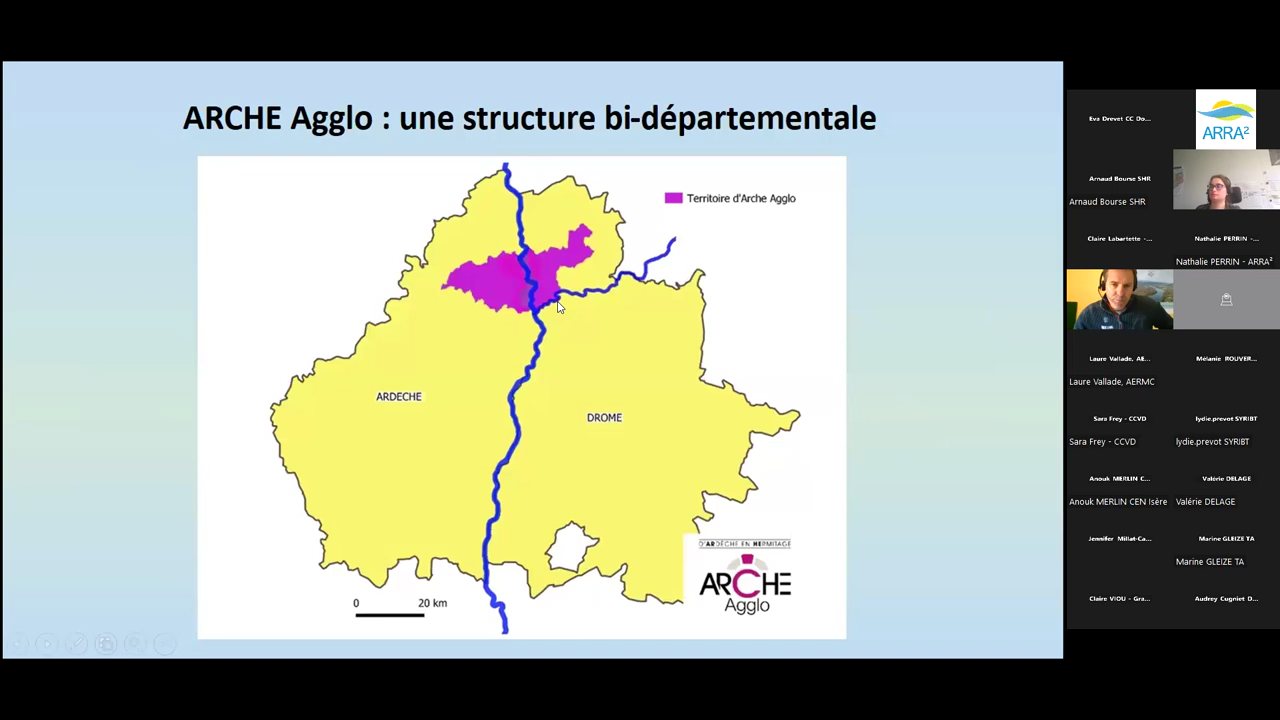 ARCHE Agglo : une structure bi-départementale
Territoire d'Arche Agglo
ARDECHE
DROME
0 20 km
D'ARDÈCHE EN HERMITAGE
ARCHE
Agglo
Eva Drevet CC Do...
ARRA²
Arnaud Bourse SHR
Arnaud Bourse SHR
Claire Labartette -...
Nathalie PERRIN -...
Nathalie PERRIN - ARRA²
Laure Vallade, AE...
Mélanie ROUVER...
Laure Vallade, AERMC
Sara Frey - CCVD
lydie.prevot SYRIBT
Sara Frey - CCVD
lydie.prevot SYRIBT
Anouk MERLIN C...
Valérie DELAGE
Anouk MERLIN CEN Isère
Valérie DELAGE
Jennifer Millat-Ca...
Marine GLEIZE TA
Marine GLEIZE TA
Claire VIOU - Gra...
Audrey Cugniet D...